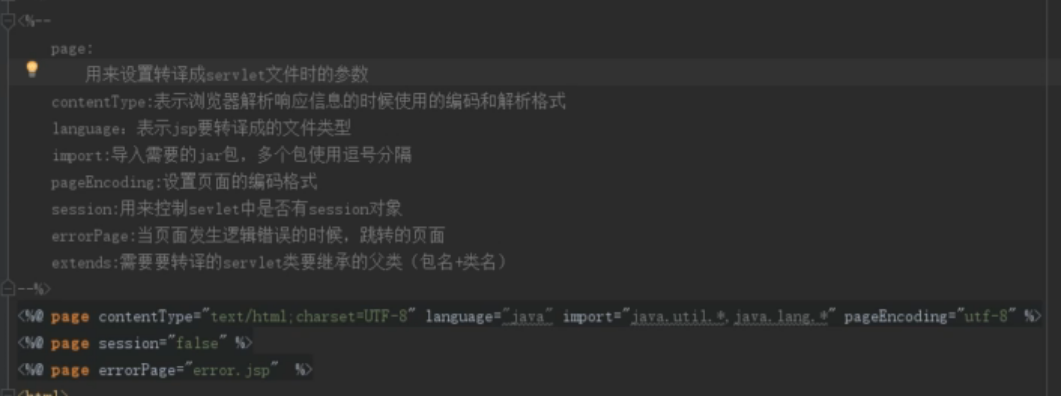 <%--
page:
用来设置转译成servlet文件时的参数
contentType:表示浏览器解析响应信息的时候使用的编码和解析格式
language：表示jsp要转译成的文件类型
import:导入需要的jar包，多个包使用逗号分隔
pageEncoding:设置页面的编码格式
session:用来控制sevlet中是否有session对象
errorPage:当页面发生逻辑错误的时候，跳转的页面
extends:需要要转译的servlet类要继承的父类（包名+类名）
--%>
<%@ page contentType="text/html;charset=UTF-8" language="java" import="java.util.*,java.lang.*" pageEncoding="utf-8" %>
<%@ page session="false" %>
<%@ page errorPage="error.jsp"  %>
<html>